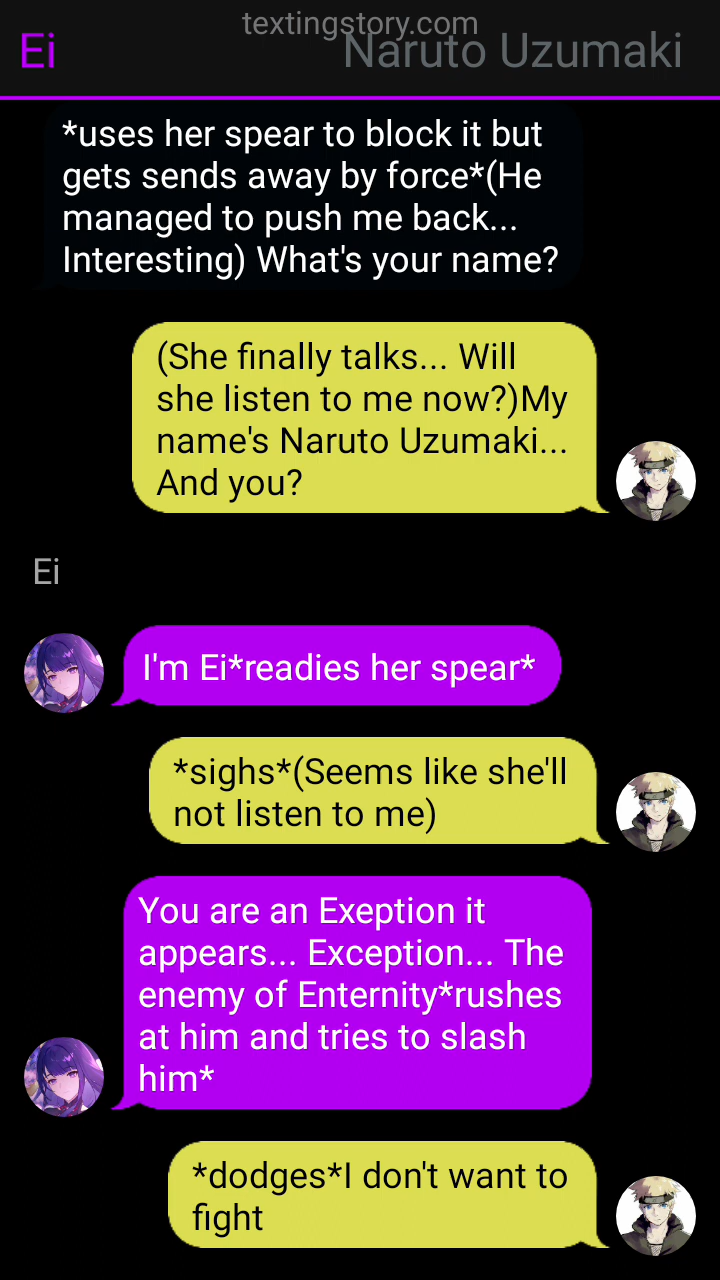 textingstory.com
Ei
Naruto Uzumaki
*uses her spear to block it but
gets sends away by force*(He
managed to push me back...
Interesting) What's your name?
(She finally talks... Will
she listen to me now?)My
name's Naruto Uzumaki...
And you?
Ei
I'm Ei*readies her spear*
*sighs*(Seems like she'll
not listen to me)
You are an Exeption it
appears... Exception... The
enemy of Enternity*rushes
at him and tries to slash
him*
*dodges*I don't want to
fight